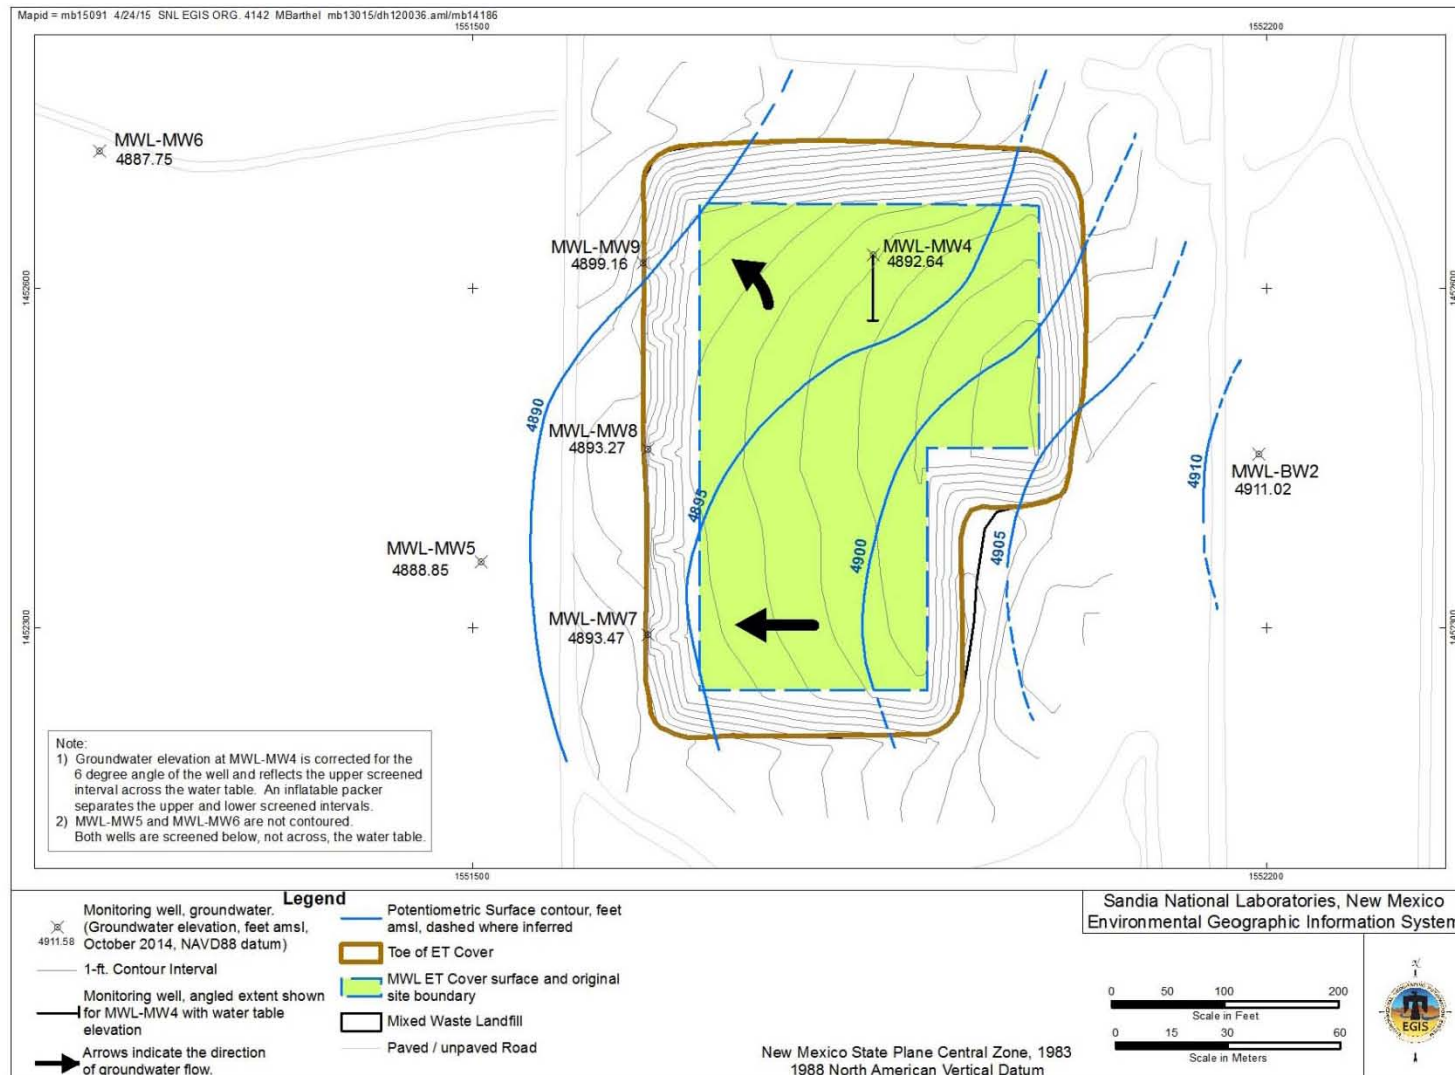 Mapid = mb15091 4/24/15 SNL EGIS ORG. 4142 MBarthel mb13015/dh120036.aml/mb14186
1551500
1552200
MWL-MW6
4887.75
MWL-MW9
4899.16
MWL-MW4
4892.64
1452600
1452600
4890
MWL-MW8
4893.27
4895
4910
MWL-BW2
4911.02
MWL-MW5
4888.85
4900
4905
MWL-MW7
4893.47
1452300
1452300
Note:
1) Groundwater elevation at MWL-MW4 is corrected for the
6 degree angle of the well and reflects the upper screened
interval across the water table. An inflatable packer
separates the upper and lower screened intervals.
2) MWL-MW5 and MWL-MW6 are not contoured.
Both wells are screened below, not across, the water table.
1551500
1552200
Legend
Monitoring well, groundwater.
(Groundwater elevation, feet amsl,
October 2014, NAVD88 datum)
4911.58
1-ft. Contour Interval
Monitoring well, angled extent shown
for MWL-MW4 with water table
elevation
Arrows indicate the direction
of groundwater flow.
Potentiometric Surface contour, feet
amsl, dashed where inferred
Toe of ET Cover
MWL ET Cover surface and original
site boundary
Mixed Waste Landfill
Paved / unpaved Road
Sandia National Laboratories, New Mexico
Environmental Geographic Information System
0 50 100 200
Scale in Feet
0 15 30 60
Scale in Meters
New Mexico State Plane Central Zone, 1983
1988 North American Vertical Datum
EGIS